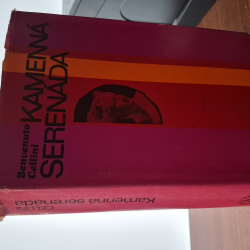 Benvenuto
Cellini
KAMENNÁ
SERENÁDA
CELLINI
Kamenná serenáda